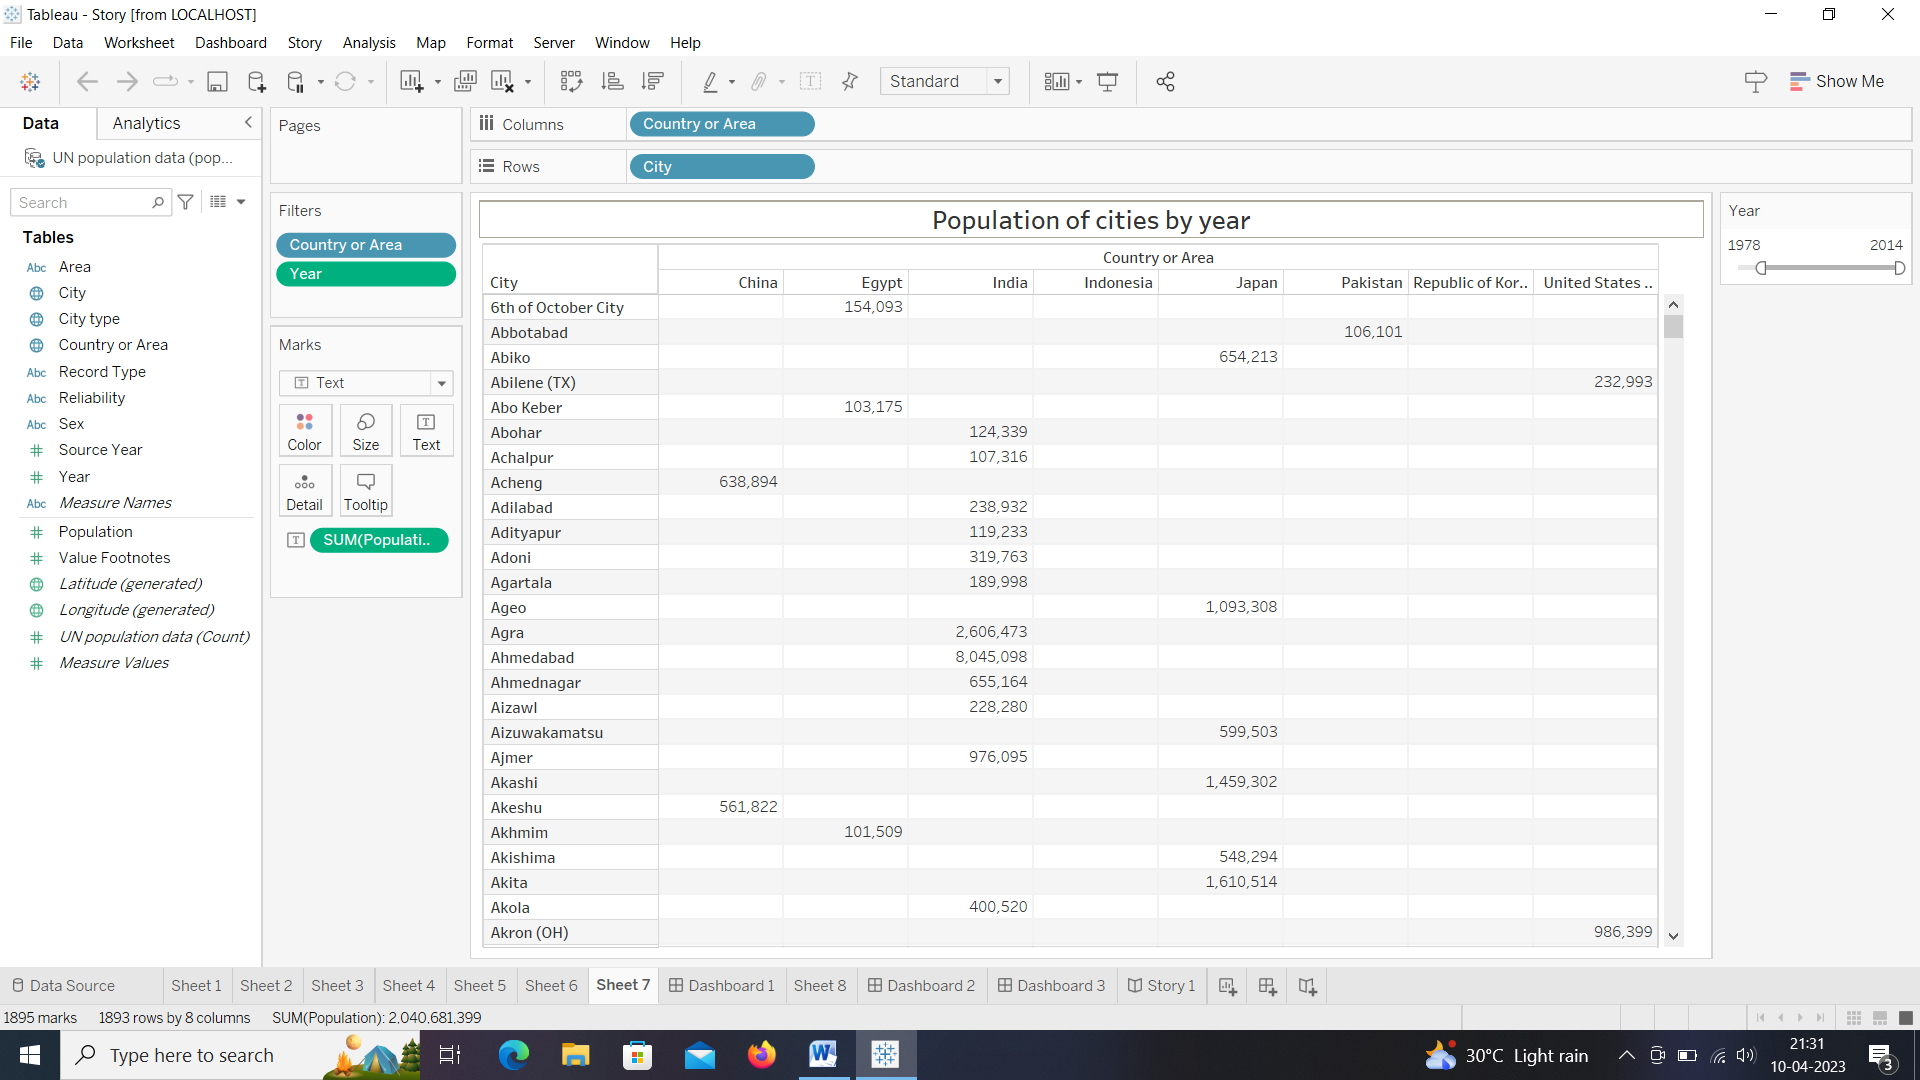 Tableau - Story [from LOCALHOST]
File Data Worksheet Dashboard Story Analysis Map Format Server Window Help
Standard
Show Me
Data Analytics
UN population data (pop...
Search
Tables
Abc Area
City
City type
Country or Area
Abc Record Type
Abc Reliability
Abc Sex
Source Year
Year
Abc Measure Names
Population
Value Footnotes
Latitude (generated)
Longitude (generated)
UN population data (Count)
Measure Values
Pages
Filters
Country or Area
Year
Marks
T Text
Color Size T Text
Detail Tooltip
T SUM(Populati..
Columns Country or Area
Rows City
Population of cities by year
Country or Area
City China Egypt India Indonesia Japan Pakistan Republic of Kor.. United States ..
6th of October City 154,093
Abbotabad 106,101
Abiko 654,213
Abilene (TX) 232,993
Abo Keber 103,175
Abohar 124,339
Achalpur 107,316
Acheng 638,894
Adilabad 238,932
Adityapur 119,233
Adoni 319,763
Agartala 189,998
Ageo 1,093,308
Agra 2,606,473
Ahmedabad 8,045,098
Ahmednagar 655,164
Aizawl 228,280
Aizuwakamatsu 599,503
Ajmer 976,095
Akashi 1,459,302
Akeshu 561,822
Akhmim 101,509
Akishima 548,294
Akita 1,610,514
Akola 400,520
Akron (OH) 986,399
Year
1978 2014
Data Source Sheet 1 Sheet 2 Sheet 3 Sheet 4 Sheet 5 Sheet 6 Sheet 7 Dashboard 1 Sheet 8 Dashboard 2 Dashboard 3 Story 1
1895 marks 1893 rows by 8 columns SUM(Population): 2,040,681,399
Type here to search
30°C Light rain
21:31
10-04-2023
3